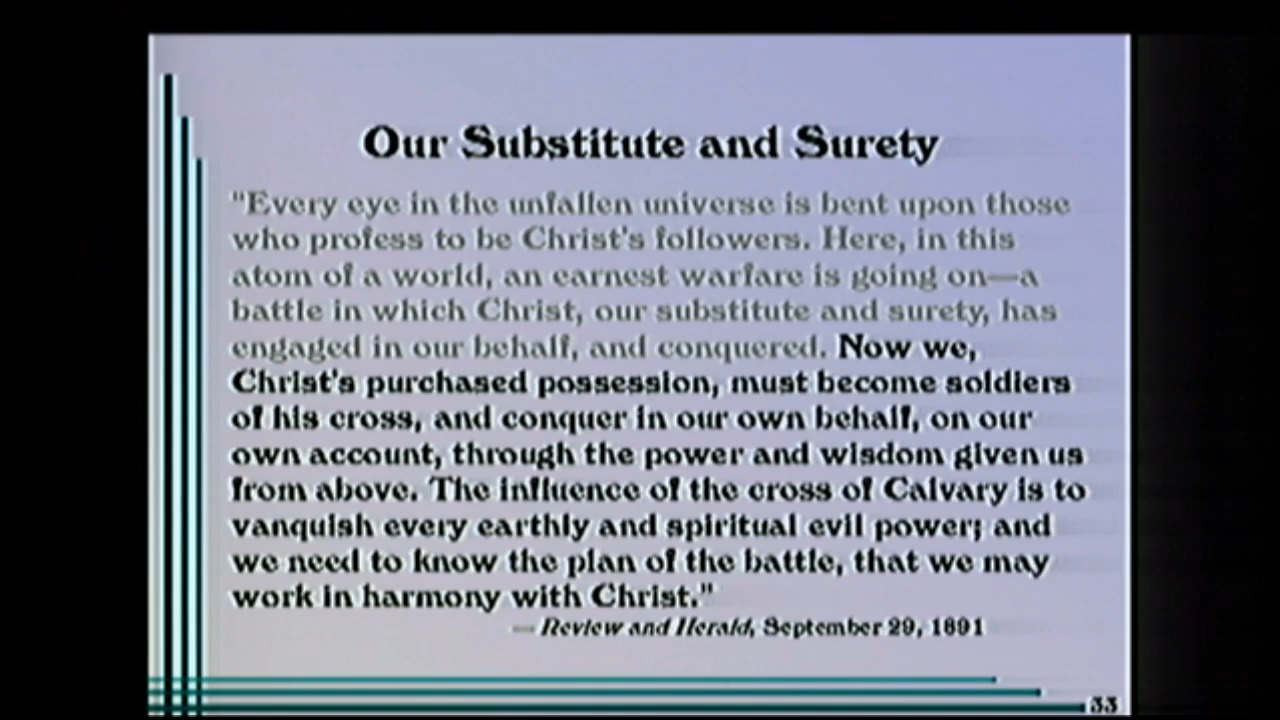 Our Substitute and Surety
"Every eye in the unfallen universe is bent upon those
who profess to be Christ's followers. Here, in this
atom of a world, an earnest warfare is going on—a
battle in which Christ, our substitute and surety, has
engaged in our behalf, and conquered. Now we,
Christ's purchased possession, must become soldiers
of his cross, and conquer in our own behalf, on our
own account, through the power and wisdom given us
from above. The influence of the cross of Calvary is to
vanquish every earthly and spiritual evil power; and
we need to know the plan of the battle, that we may
work in harmony with Christ."
— Review and Herald, September 29, 1891
33